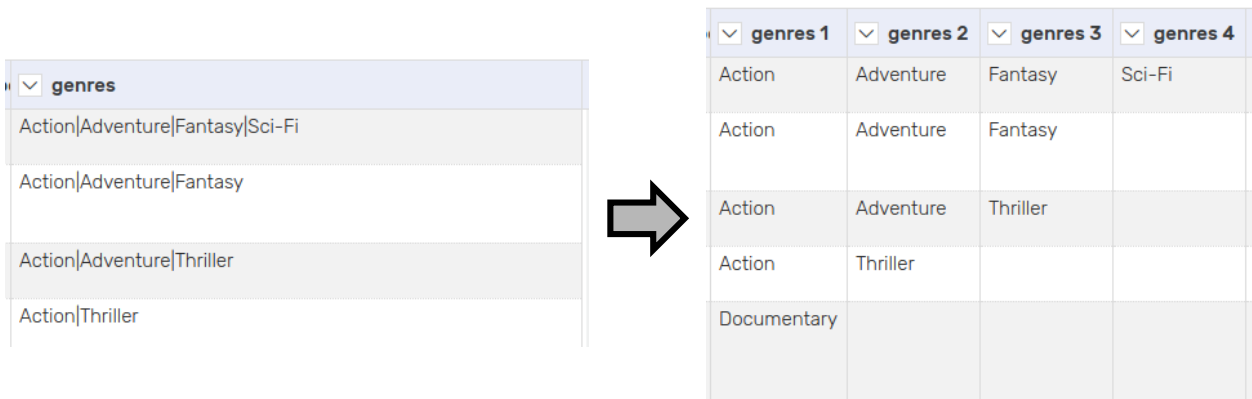 genres
Action|Adventure|Fantasy|Sci-Fi
Action|Adventure|Fantasy
Action|Adventure|Thriller
Action|Thriller
genres 1 genres 2 genres 3 genres 4
Action Adventure Fantasy Sci-Fi
Action Adventure Fantasy
Action Adventure Thriller
Action Thriller
Documentary